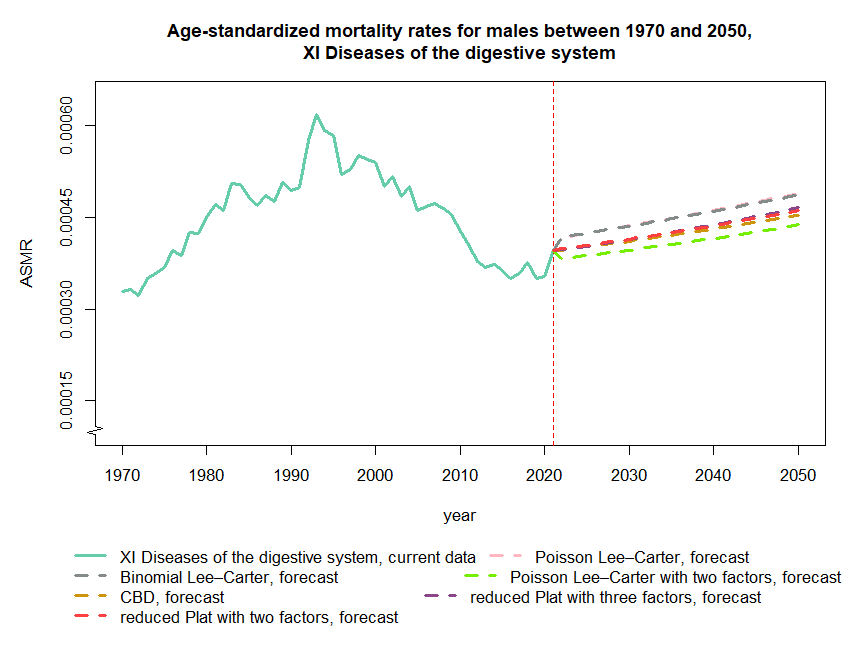 Age-standardized mortality rates for males between 1970 and 2050,
XI Diseases of the digestive system
ASMR
0.00060
0.00045
0.00030
0.00015
1970 1980 1990 2000 2010 2020 2030 2040 2050
year
XI Diseases of the digestive system, current data Poisson Lee–Carter, forecast
Binomial Lee–Carter, forecast Poisson Lee–Carter with two factors, forecast
CBD, forecast reduced Plat with three factors, forecast
reduced Plat with two factors, forecast